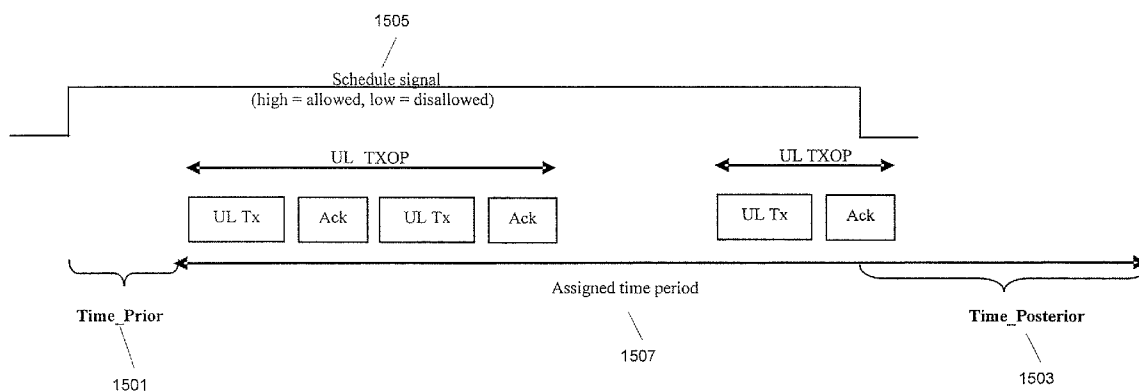 1505
Schedule signal
(high = allowed, low = disallowed)
UL TXOP
UL TXOP
UL Tx
Ack
UL Tx
Ack
UL Tx
Ack
Assigned time period
Time_Prior
Time_Posterior
1501
1507
1503